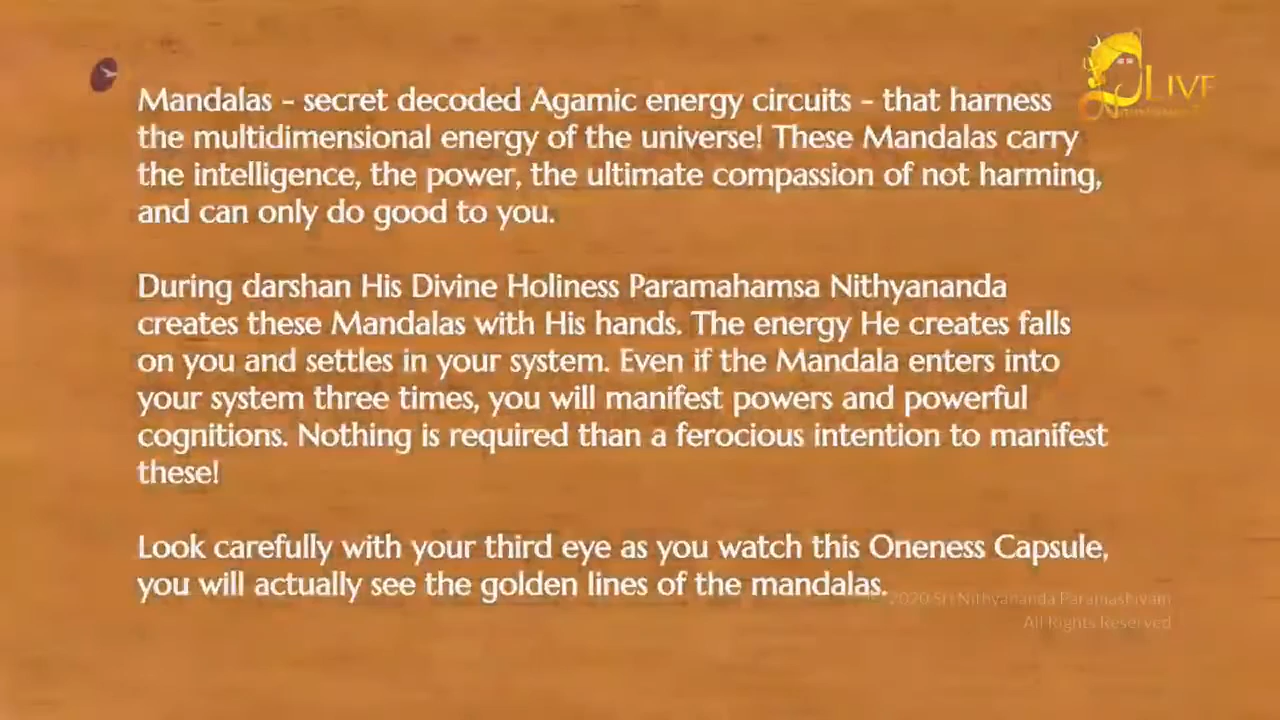 LIVE
Mandalas - secret decoded Agamic energy circuits - that harness
the multidimensional energy of the universe! These Mandalas carry
the intelligence, the power, the ultimate compassion of not harming,
and can only do good to you.
During darshan His Divine Holiness Paramahamsa Nithyananda
creates these Mandalas with His hands. The energy He creates falls
on you and settles in your system. Even if the Mandala enters into
your system three times, you will manifest powers and powerful
cognitions. Nothing is required than a ferocious intention to manifest
these!
Look carefully with your third eye as you watch this Oneness Capsule,
you will actually see the golden lines of the mandalas.
2020 Sri Nithyananda Paramashivam
All Rights Reserved